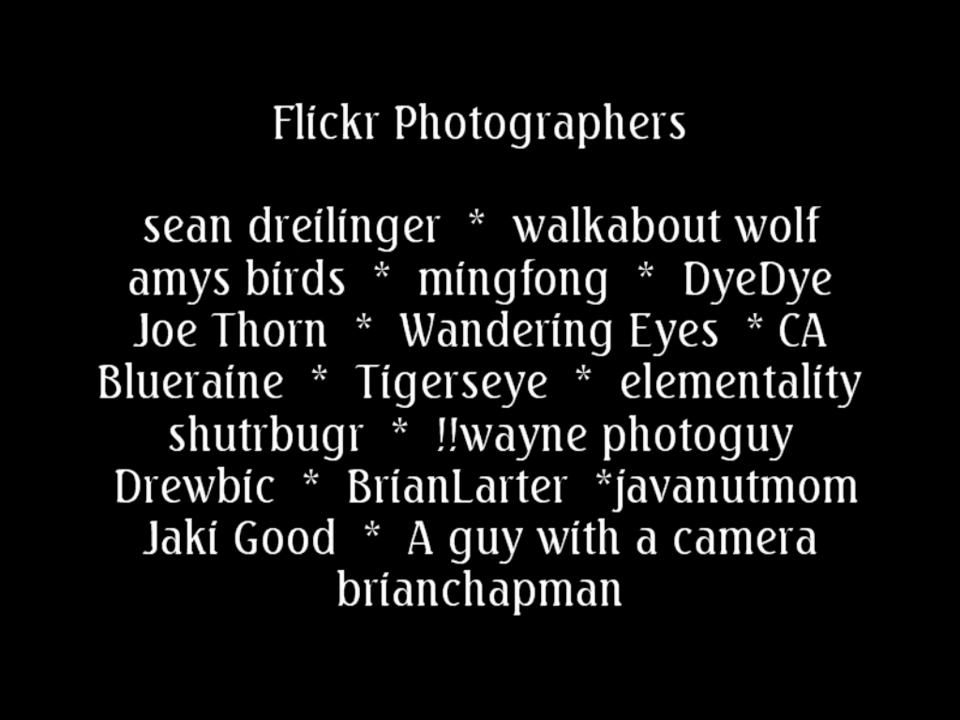 Flickr Photographers
sean dreilinger * walkabout wolf
amys birds * mingfong * DyeDye
Joe Thorn * Wandering Eyes * CA
Blueraine * Tigerseye * elementality
shutrbugr * !!wayne photoguy
Drewbic * BrianLarter *javanutmom
Jaki Good * A guy with a camera
brianchapman